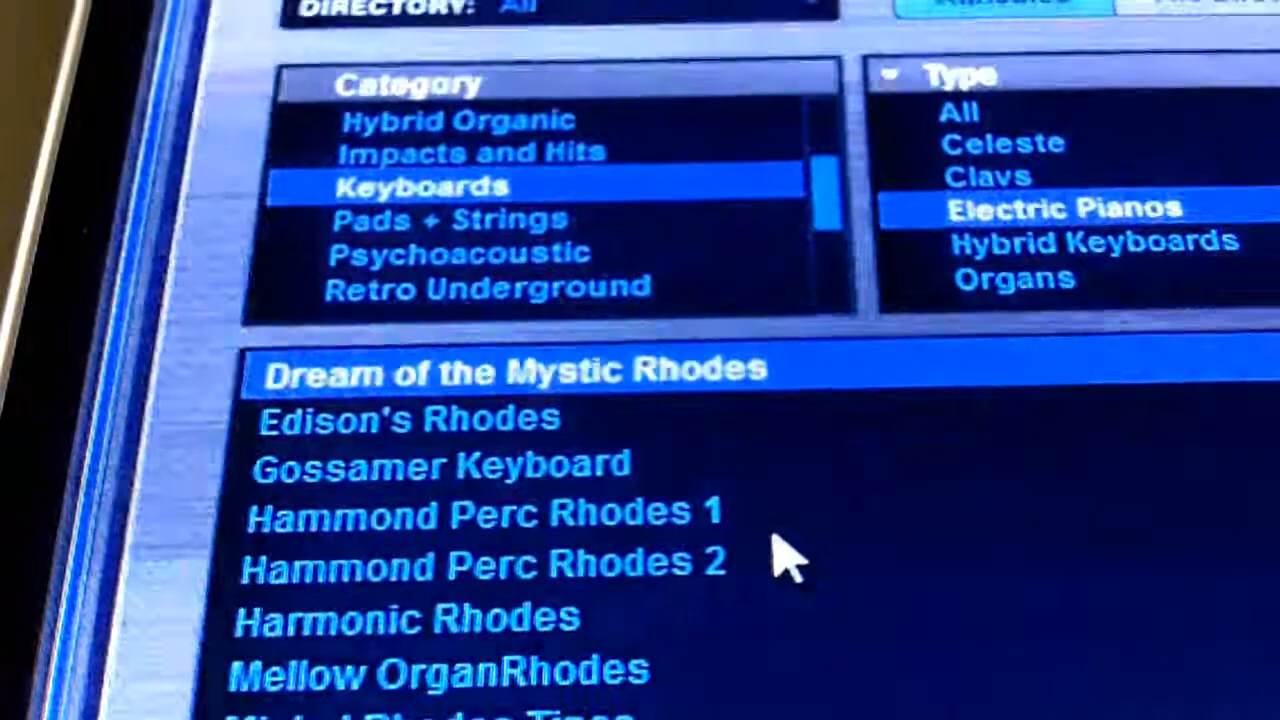 DIRECTORY: All
Category
Hybrid Organic
Impacts and Hits
Keyboards
Pads + Strings
Psychoacoustic
Retro Underground
Type
All
Celeste
Clavs
Electric Pianos
Hybrid Keyboards
Organs
Dream of the Mystic Rhodes
Edison's Rhodes
Gossamer Keyboard
Hammond Perc Rhodes 1
Hammond Perc Rhodes 2
Harmonic Rhodes
Mellow OrganRhodes